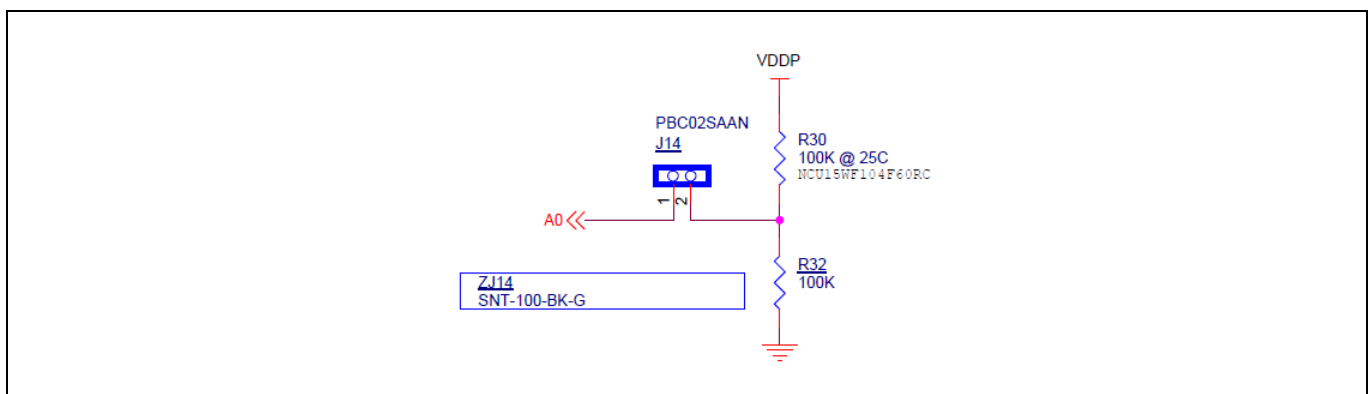 VDDP
PBC02SAAN
J14
R30
100K @ 25C
NCU15WF104F60RC
1
2
A0
R32
100K
ZJ14
SNT-100-BK-G